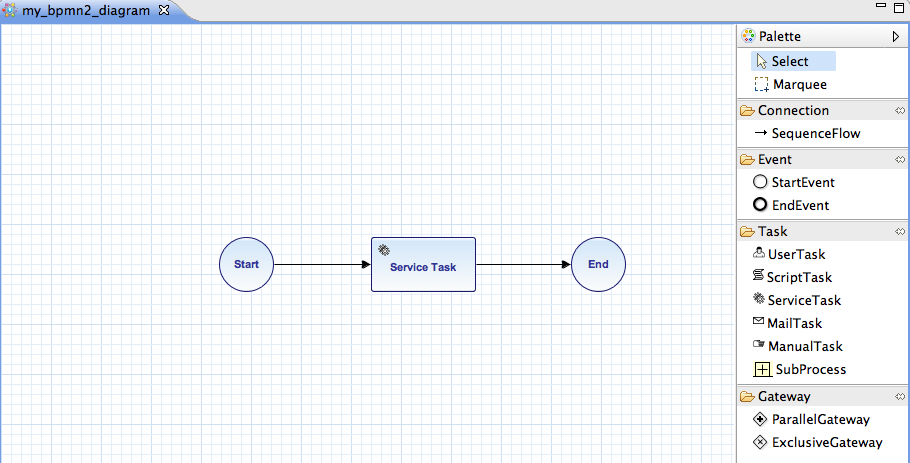 my_bpmn2_diagram
Palette
Select
Marquee
Connection
SequenceFlow
Event
StartEvent
EndEvent
Task
UserTask
ScriptTask
ServiceTask
MailTask
ManualTask
SubProcess
Gateway
ParallelGateway
ExclusiveGateway
Start
Service Task
End